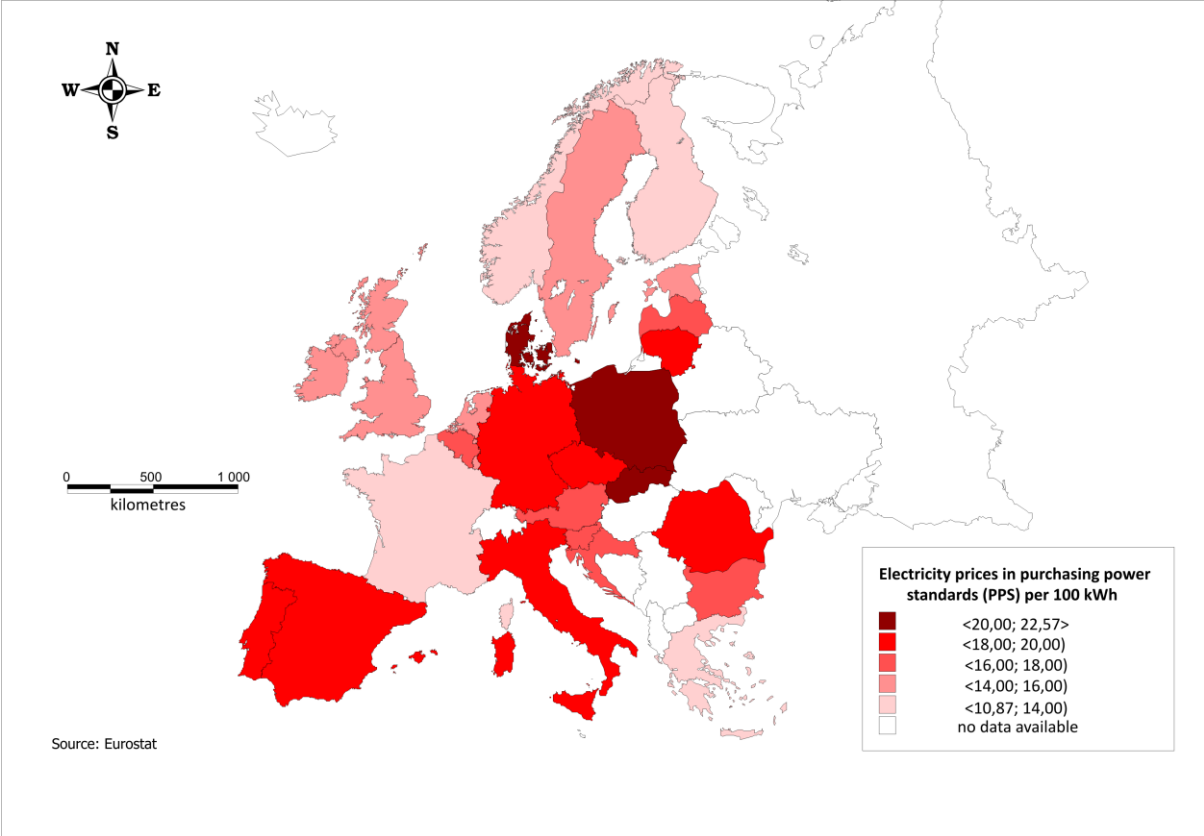 N
W E
S
0 500 1 000
kilometres
Electricity prices in purchasing power
standards (PPS) per 100 kWh
<20,00; 22,57>
<18,00; 20,00)
<16,00; 18,00)
<14,00; 16,00)
<10,87; 14,00)
no data available
Source: Eurostat